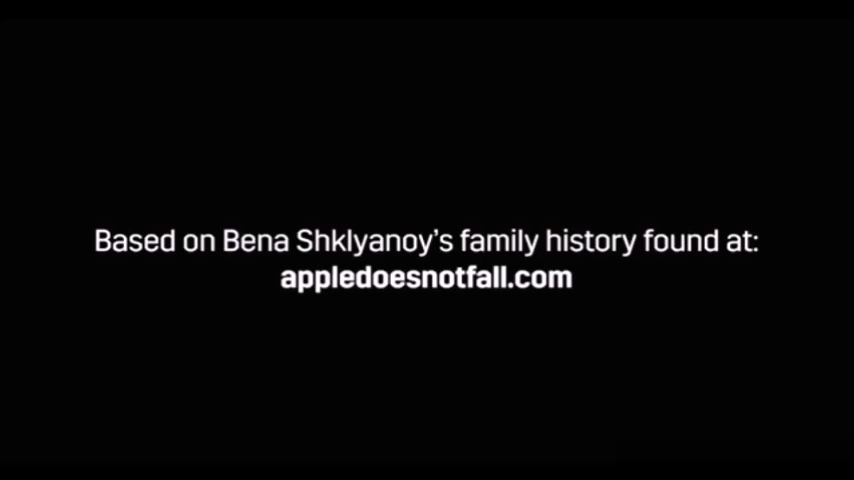 Based on Bena Shklyanoy's family history found at:
appledoesnotfall.com